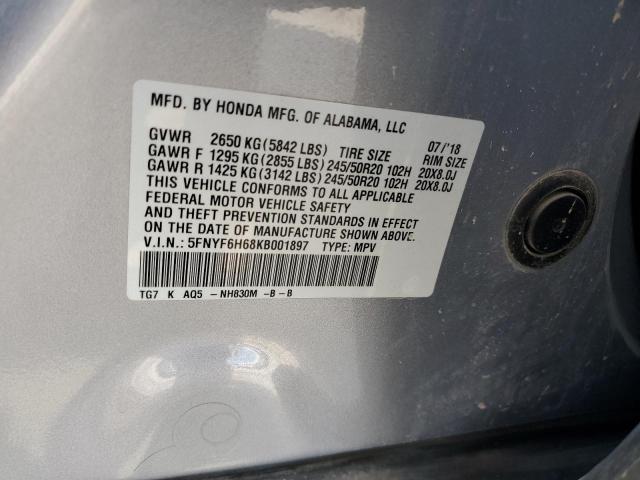 MFD. BY HONDA MFG. OF ALABAMA, LLC
GVWR 2650 KG(5842 LBS) TIRE SIZE 07/'18 RIM SIZE
GAWR F 1295 KG(2855 LBS) 245/50R20 102H 20X8.0J
GAWR R 1425 KG(3142 LBS) 245/50R20 102H 20X8.0J
THIS VEHICLE CONFORMS TO ALL APPLICABLE
FEDERAL MOTOR VEHICLE SAFETY
AND THEFT PREVENTION STANDARDS IN EFFECT
ON THE DATE OF MANUFACTURE SHOWN ABOVE.
V.I.N.: 5FNYF6H68KB001897 TYPE: MPV
TG7 K AQ5 -NH830M -B-B